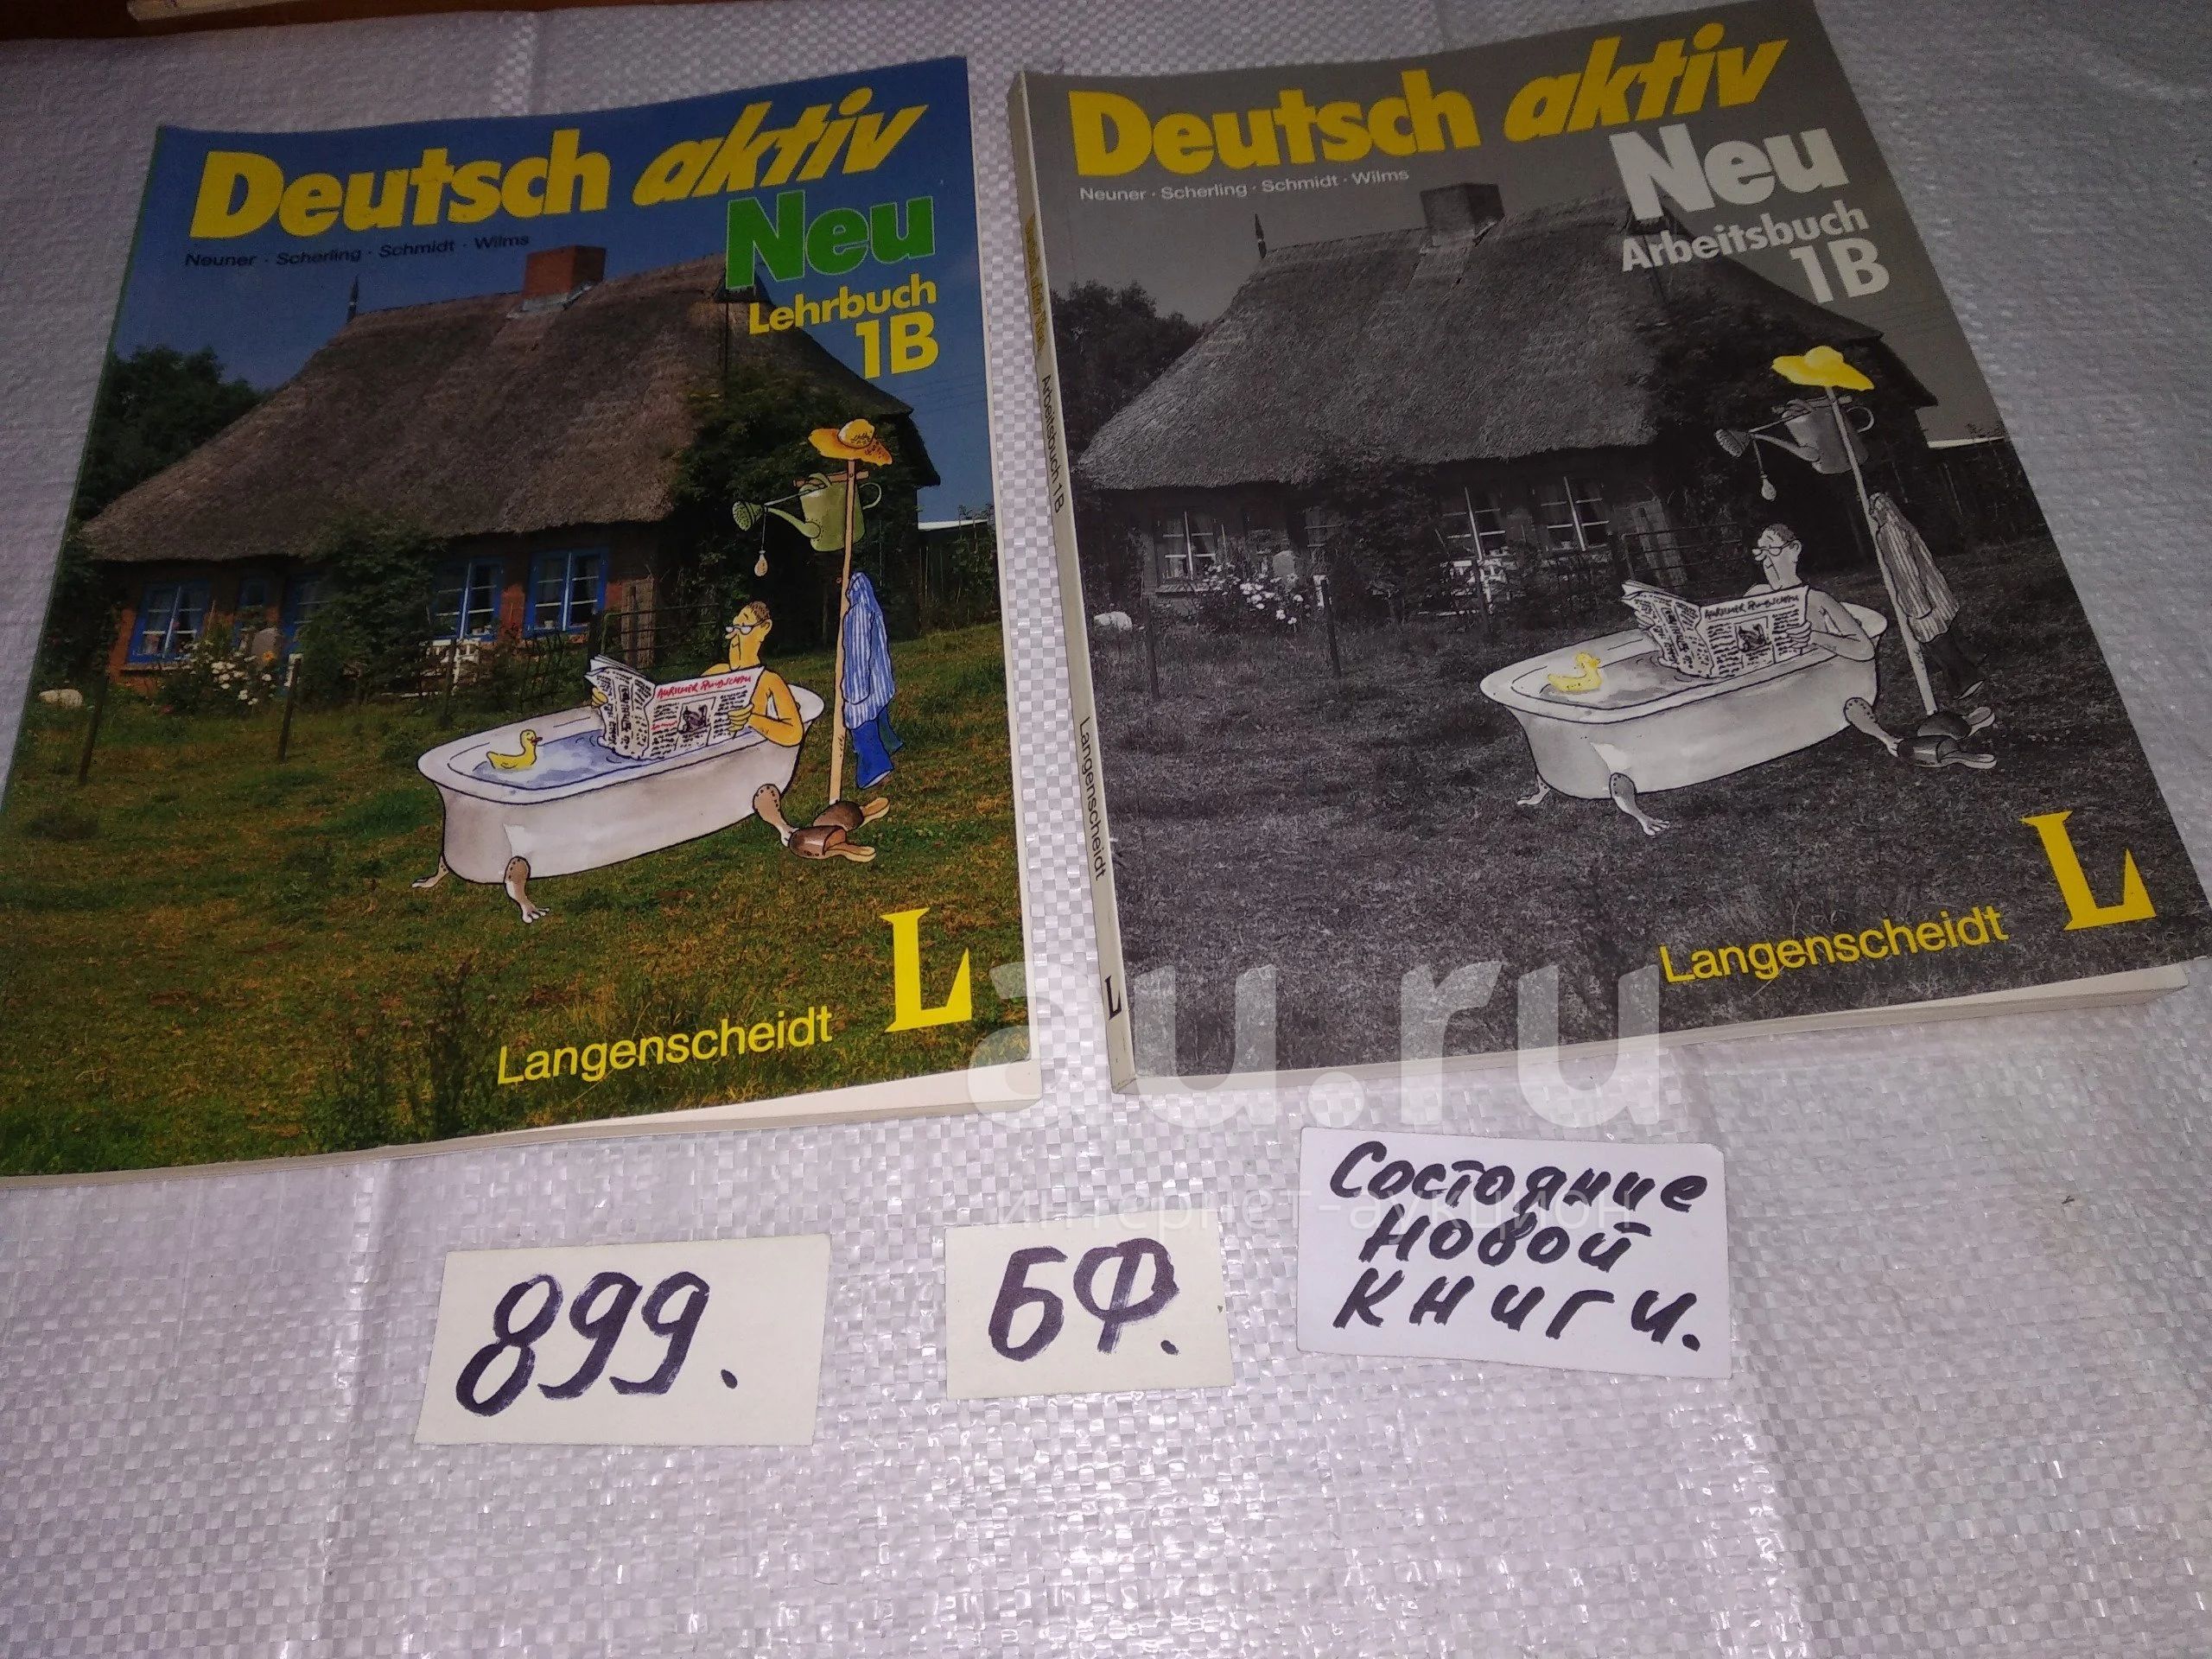 Deutsch aktiv
Neu
Neuner · Scherling · Schmidt · Wilms
Lehrbuch
1B
Langenscheidt
L
Deutsch aktiv
Neu
Neuner · Scherling · Schmidt · Wilms
Arbeitsbuch
1B
Langenscheidt
L
Arbeitsbuch 1B
Langenscheidt
L
au.ru
интернет-аукцион
899.
БФ.
Состояние
новой
книги.